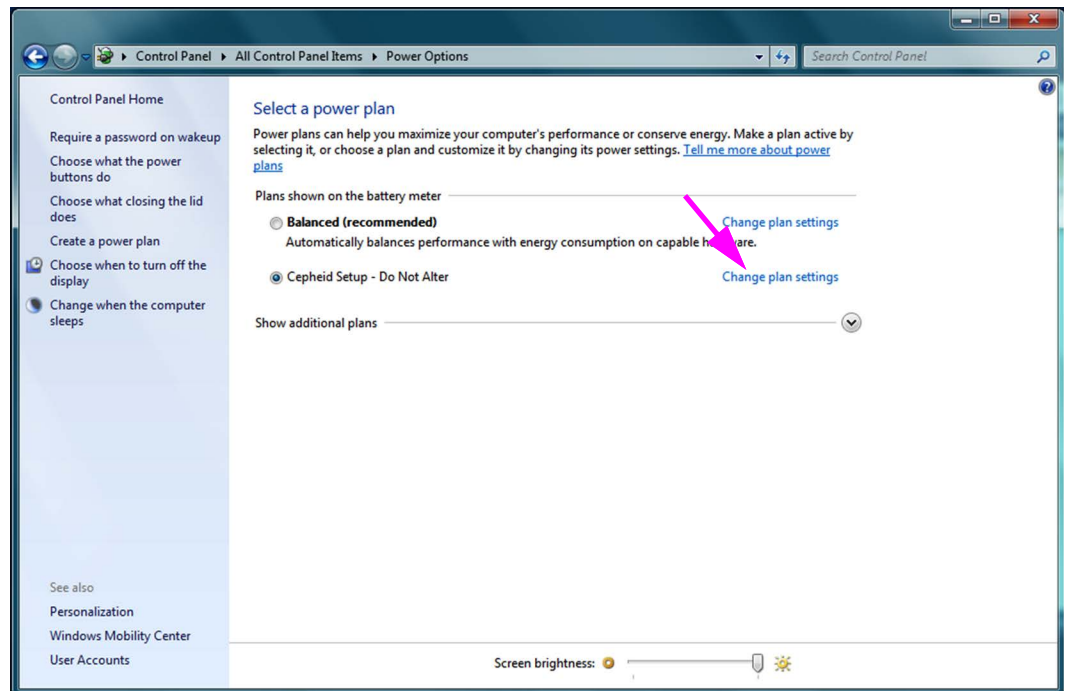 Control Panel
All Control Panel Items
Power Options
Search Control Panel
Control Panel Home
Require a password on wakeup
Choose what the power
buttons do
Choose what closing the lid
does
Create a power plan
Choose when to turn off the
display
Change when the computer
sleeps
See also
Personalization
Windows Mobility Center
User Accounts
Select a power plan
Power plans can help you maximize your computer's performance or conserve energy. Make a plan active by
selecting it, or choose a plan and customize it by changing its power settings. Tell me more about power
plans
Plans shown on the battery meter
Balanced (recommended) Change plan settings
Automatically balances performance with energy consumption on capable hardware.
Cepheid Setup - Do Not Alter Change plan settings
Show additional plans
Screen brightness: